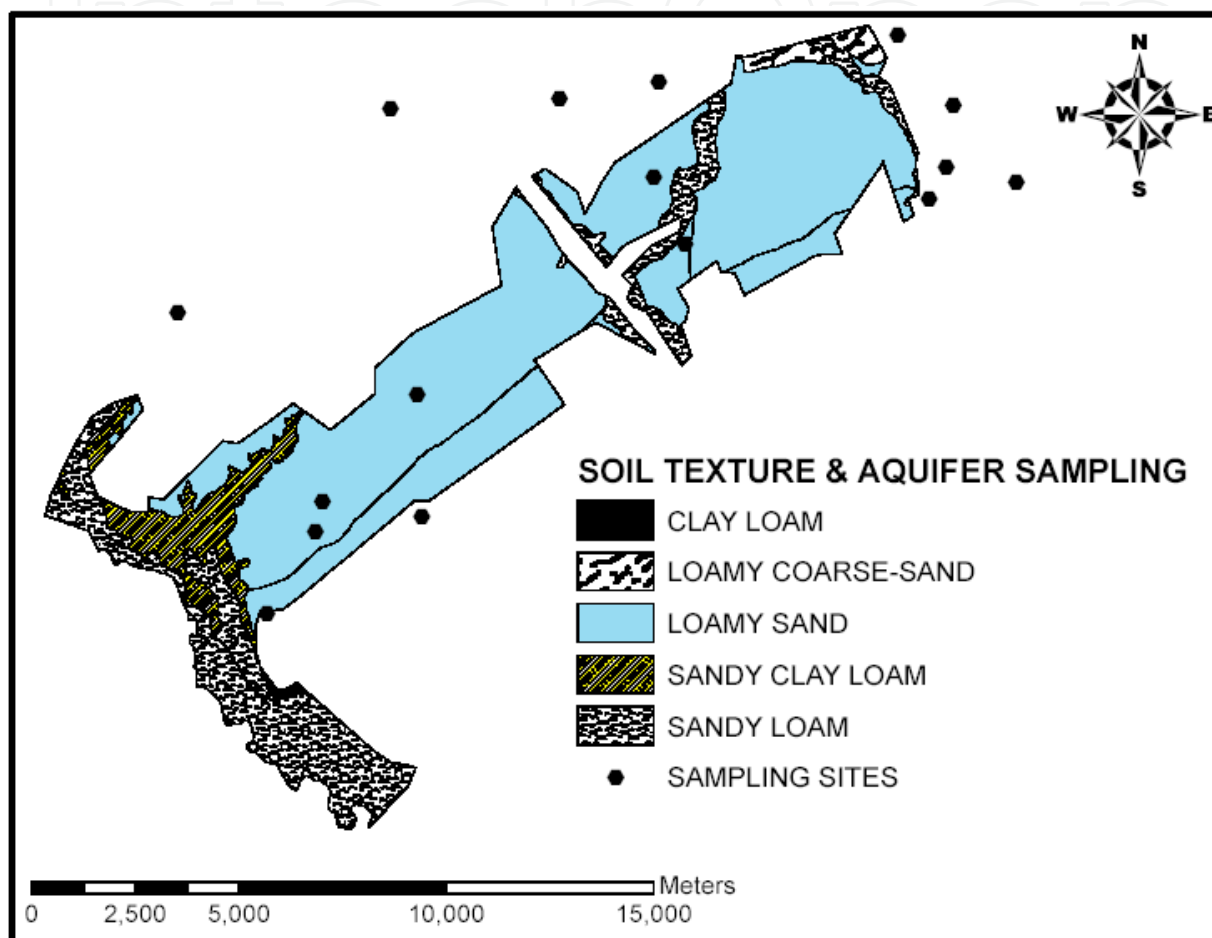 N
W E
S
SOIL TEXTURE & AQUIFER SAMPLING
CLAY LOAM
LOAMY COARSE-SAND
LOAMY SAND
SANDY CLAY LOAM
SANDY LOAM
SAMPLING SITES
Meters
0 2,500 5,000 10,000 15,000